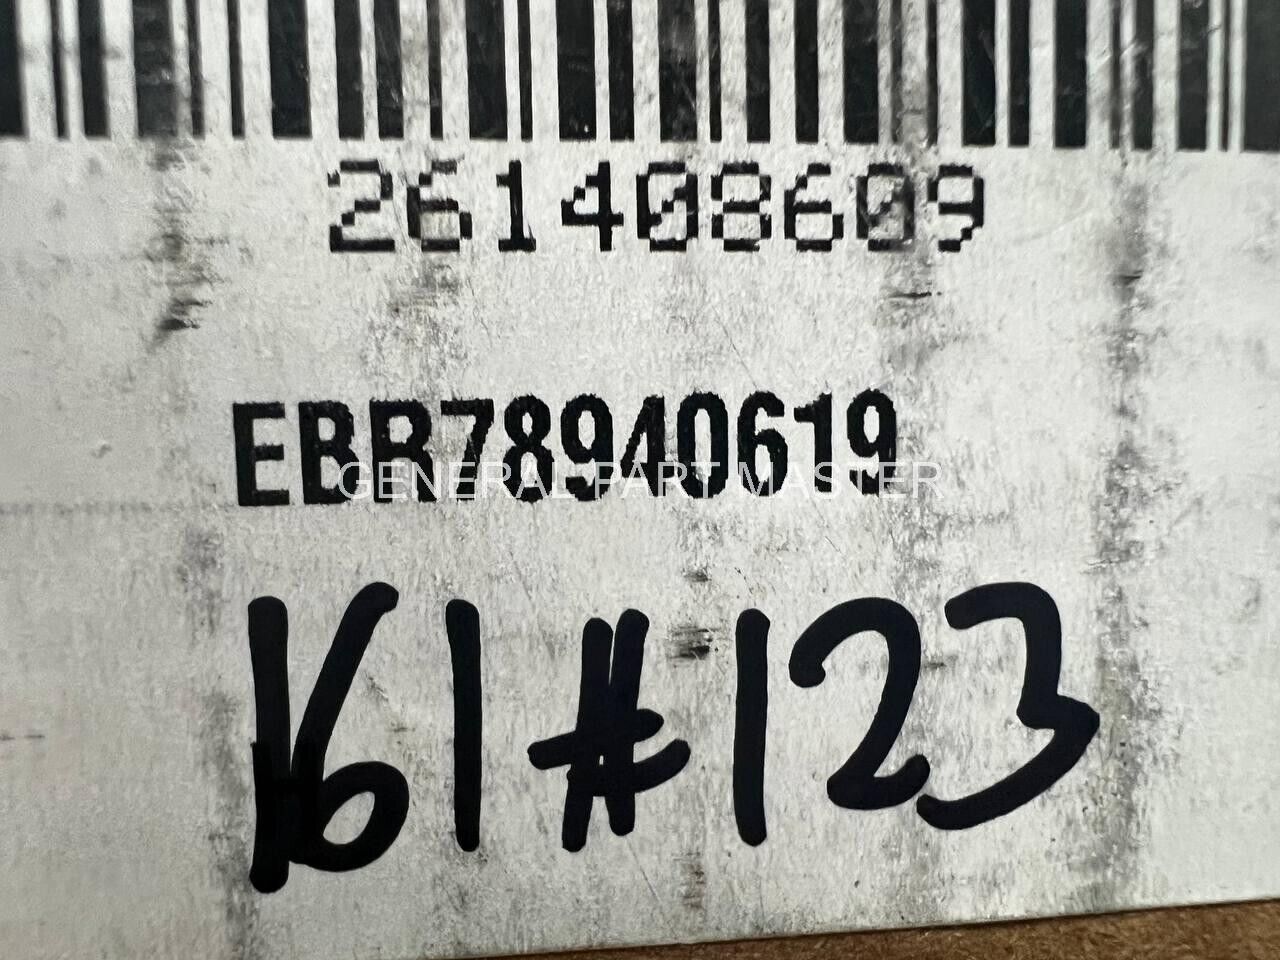 261408609
EBR78940619
GENERAL PART MASTER
161#123